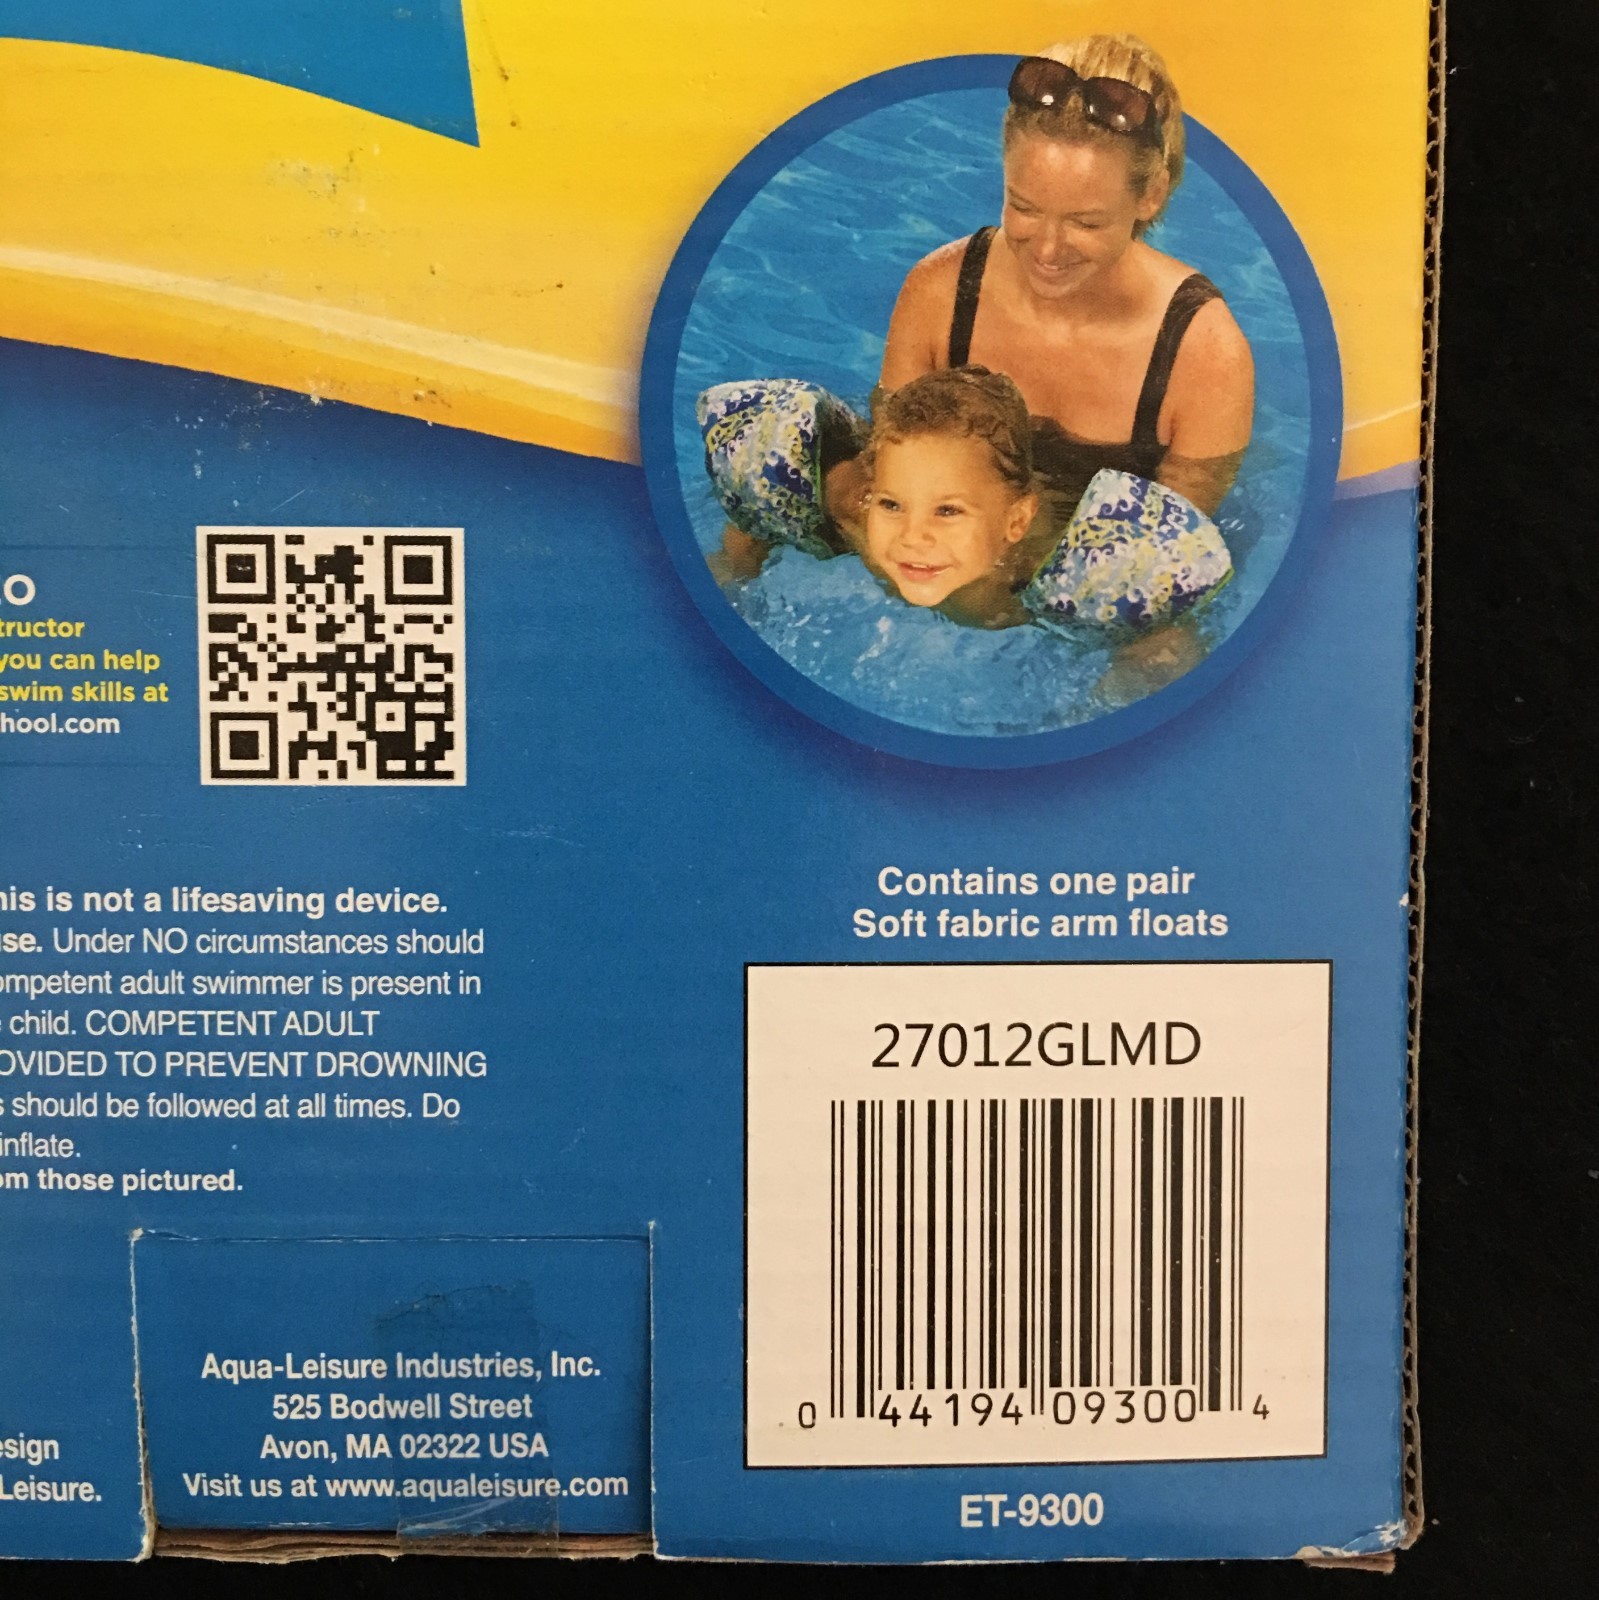 tructor
you can help
swim skills at
hool.com
his is not a lifesaving device.
use. Under NO circumstances should
ompetent adult swimmer is present in
child. COMPETENT ADULT
OVIDED TO PREVENT DROWNING
s should be followed at all times. Do
inflate.
om those pictured.
esign
Leisure.
Aqua-Leisure Industries, Inc.
525 Bodwell Street
Avon, MA 02322 USA
Visit us at www.aqualeisure.com
Contains one pair
Soft fabric arm floats
27012GLMD
0 44194 09300 4
ET-9300